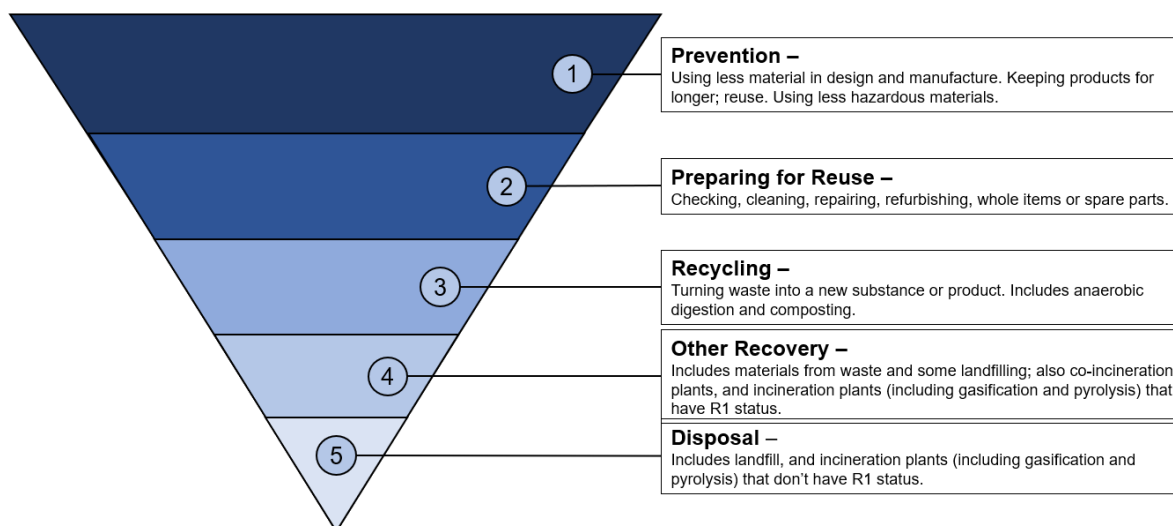 1
Prevention –
Using less material in design and manufacture. Keeping products for
longer; reuse. Using less hazardous materials.
2
Preparing for Reuse –
Checking, cleaning, repairing, refurbishing, whole items or spare parts.
3
Recycling –
Turning waste into a new substance or product. Includes anaerobic
digestion and composting.
4
Other Recovery –
Includes materials from waste and some landfilling; also co-incineration
plants, and incineration plants (including gasification and pyrolysis) that
have R1 status.
5
Disposal –
Includes landfill, and incineration plants (including gasification and
pyrolysis) that don’t have R1 status.